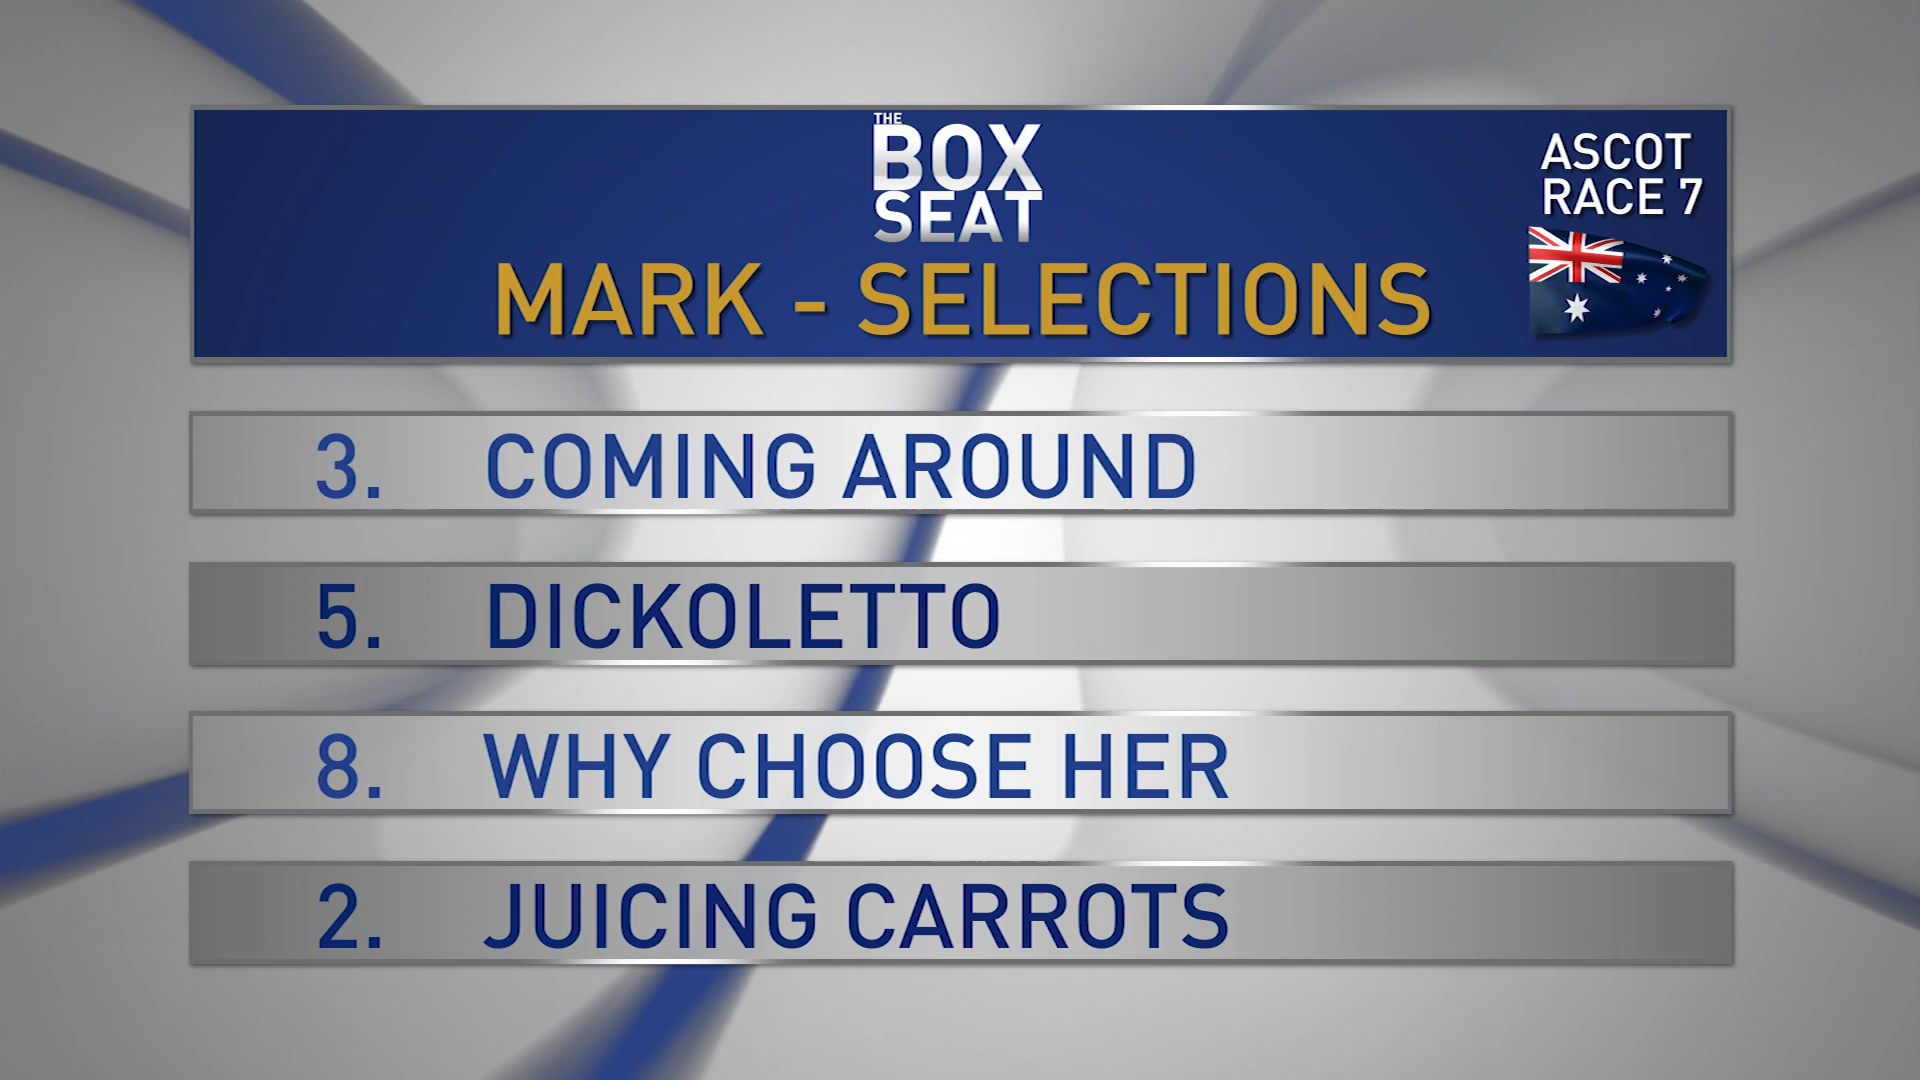 THE
BOX
SEAT
ASCOT
RACE 7
MARK - SELECTIONS
3. COMING AROUND
5. DICKOLETTO
8. WHY CHOOSE HER
2. JUICING CARROTS